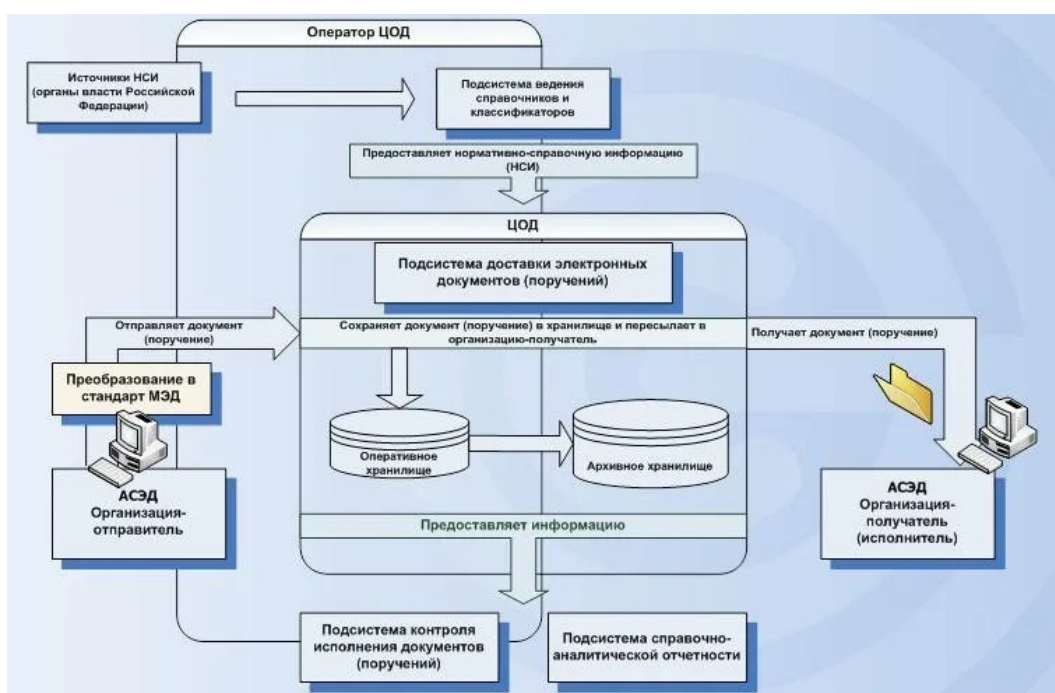 Оператор ЦОД
Источники НСИ
(органы власти Российской
Федерации)
Подсистема ведения
справочников и
классификаторов
Предоставляет нормативно-справочную информацию
(НСИ)
ЦОД
Подсистема доставки электронных
документов (поручений)
Отправляет документ
(поручение)
Сохраняет документ (поручение) в хранилище и пересылает в
организацию-получатель
Получает документ (поручение)
Преобразование в
стандарт МЭД
Оперативное
хранилище
Архивное хранилище
АСЭД
Организация-
отправитель
АСЭД
Организация-
получатель
(исполнитель)
Предоставляет информацию
Подсистема контроля
исполнения документов
(поручений)
Подсистема справочно-
аналитической отчетности